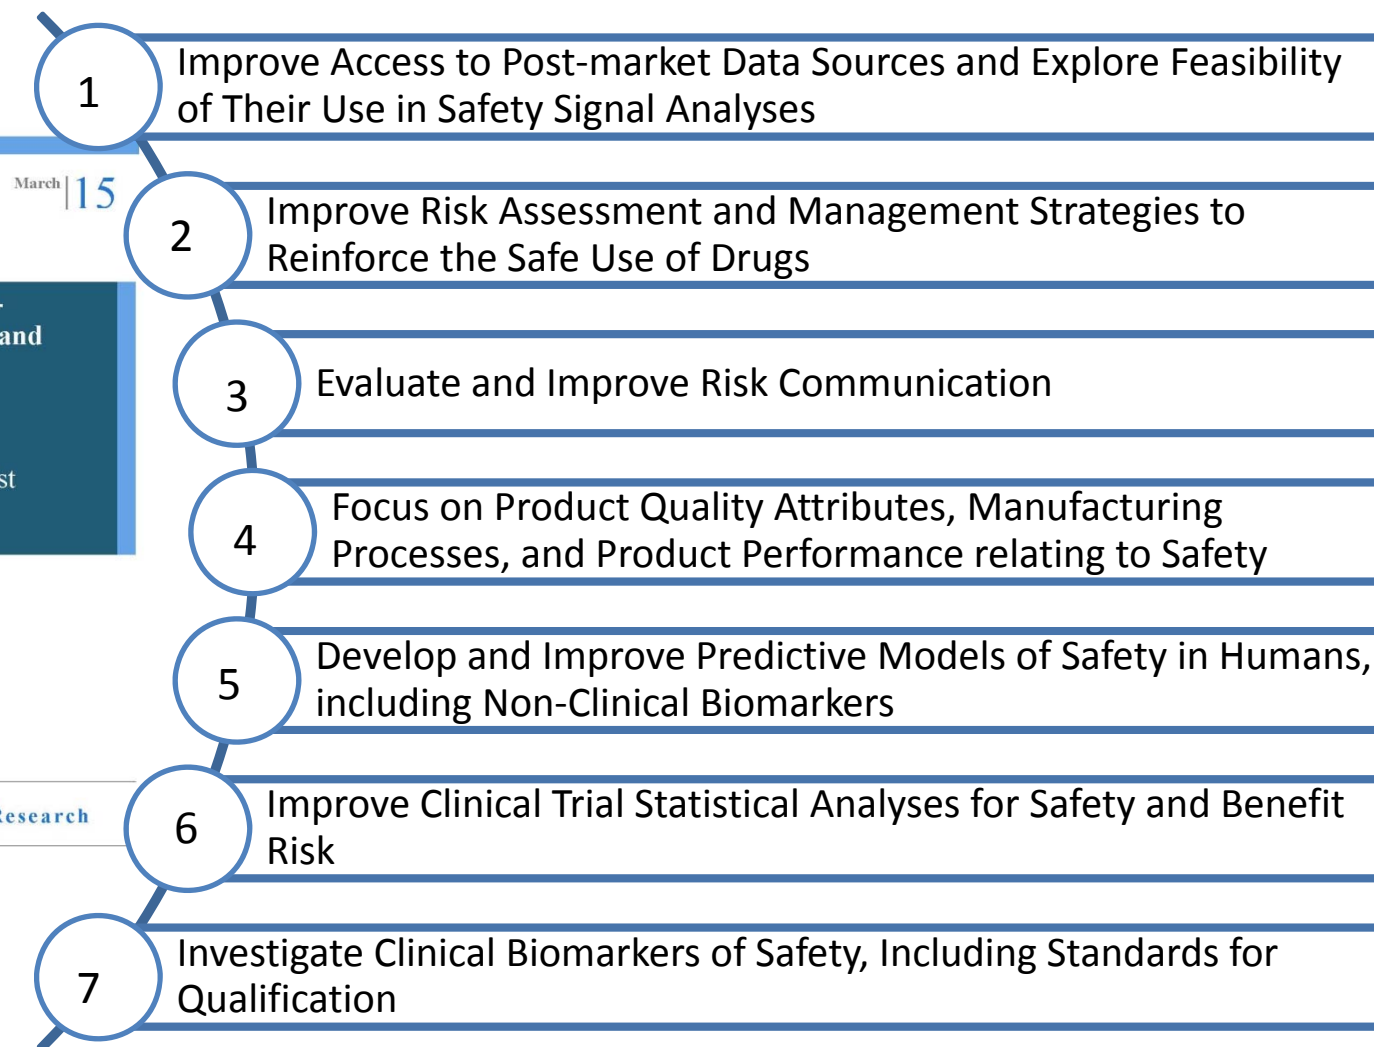 1
Improve Access to Post-market Data Sources and Explore Feasibility
of Their Use in Safety Signal Analyses
March | 15
2
Improve Risk Assessment and Management Strategies to
Reinforce the Safe Use of Drugs
and
3
Evaluate and Improve Risk Communication
st
4
Focus on Product Quality Attributes, Manufacturing
Processes, and Product Performance relating to Safety
5
Develop and Improve Predictive Models of Safety in Humans,
including Non-Clinical Biomarkers
6
Improve Clinical Trial Statistical Analyses for Safety and Benefit
Risk
Research
7
Investigate Clinical Biomarkers of Safety, Including Standards for
Qualification